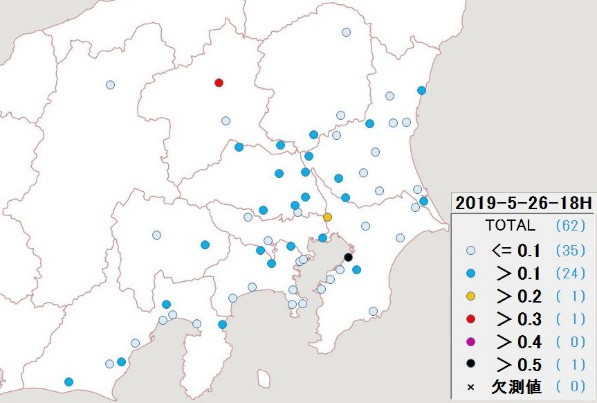 2019-5-26-18H
TOTAL (62)
<= 0.1 (35)
> 0.1 (24)
> 0.2 ( 1)
> 0.3 ( 1)
> 0.4 ( 0)
> 0.5 ( 1)
× 欠測値 ( 0)